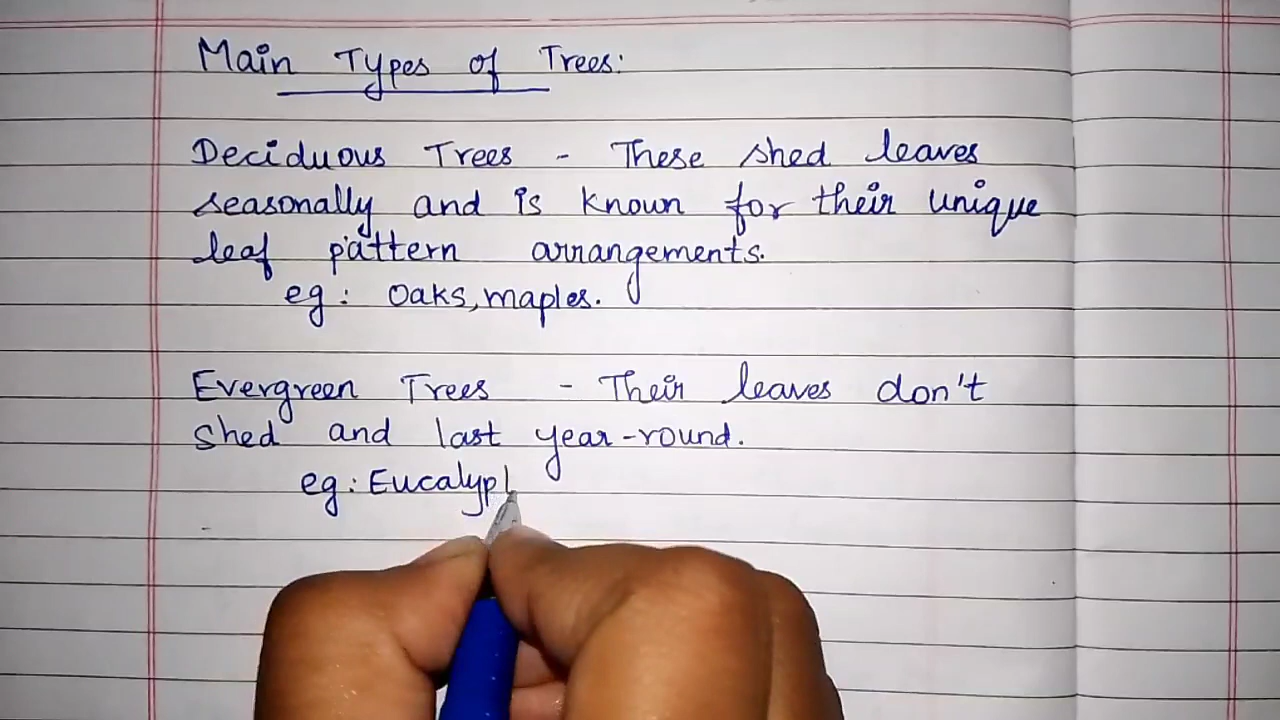 Main Types of Trees:
Deciduous Trees - These shed leaves
seasonally and is known for their unique
leaf pattern arrangements.
eg: Oaks, maples.
Evergreen Trees - Their leaves don't
shed and last year-round.
eg: Eucalypt